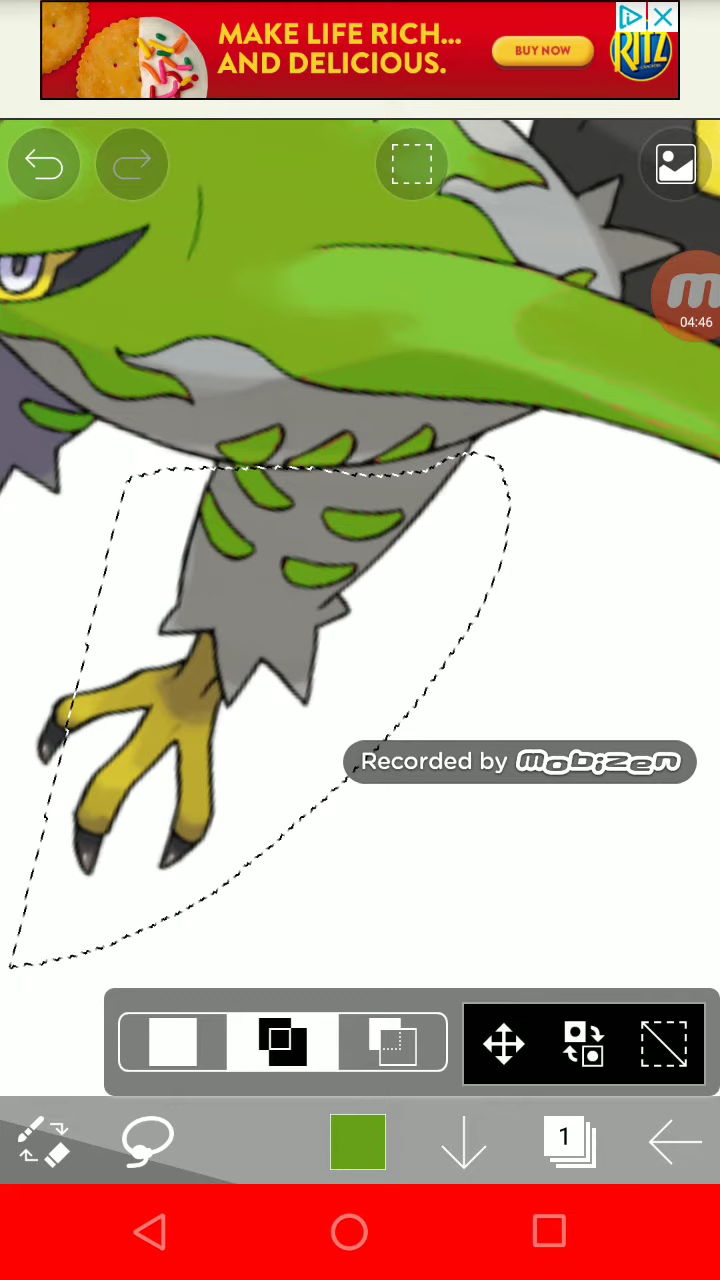 MAKE LIFE RICH...
AND DELICIOUS.
BUY NOW
RITZ
m
04:46
Recorded by mobizen
1